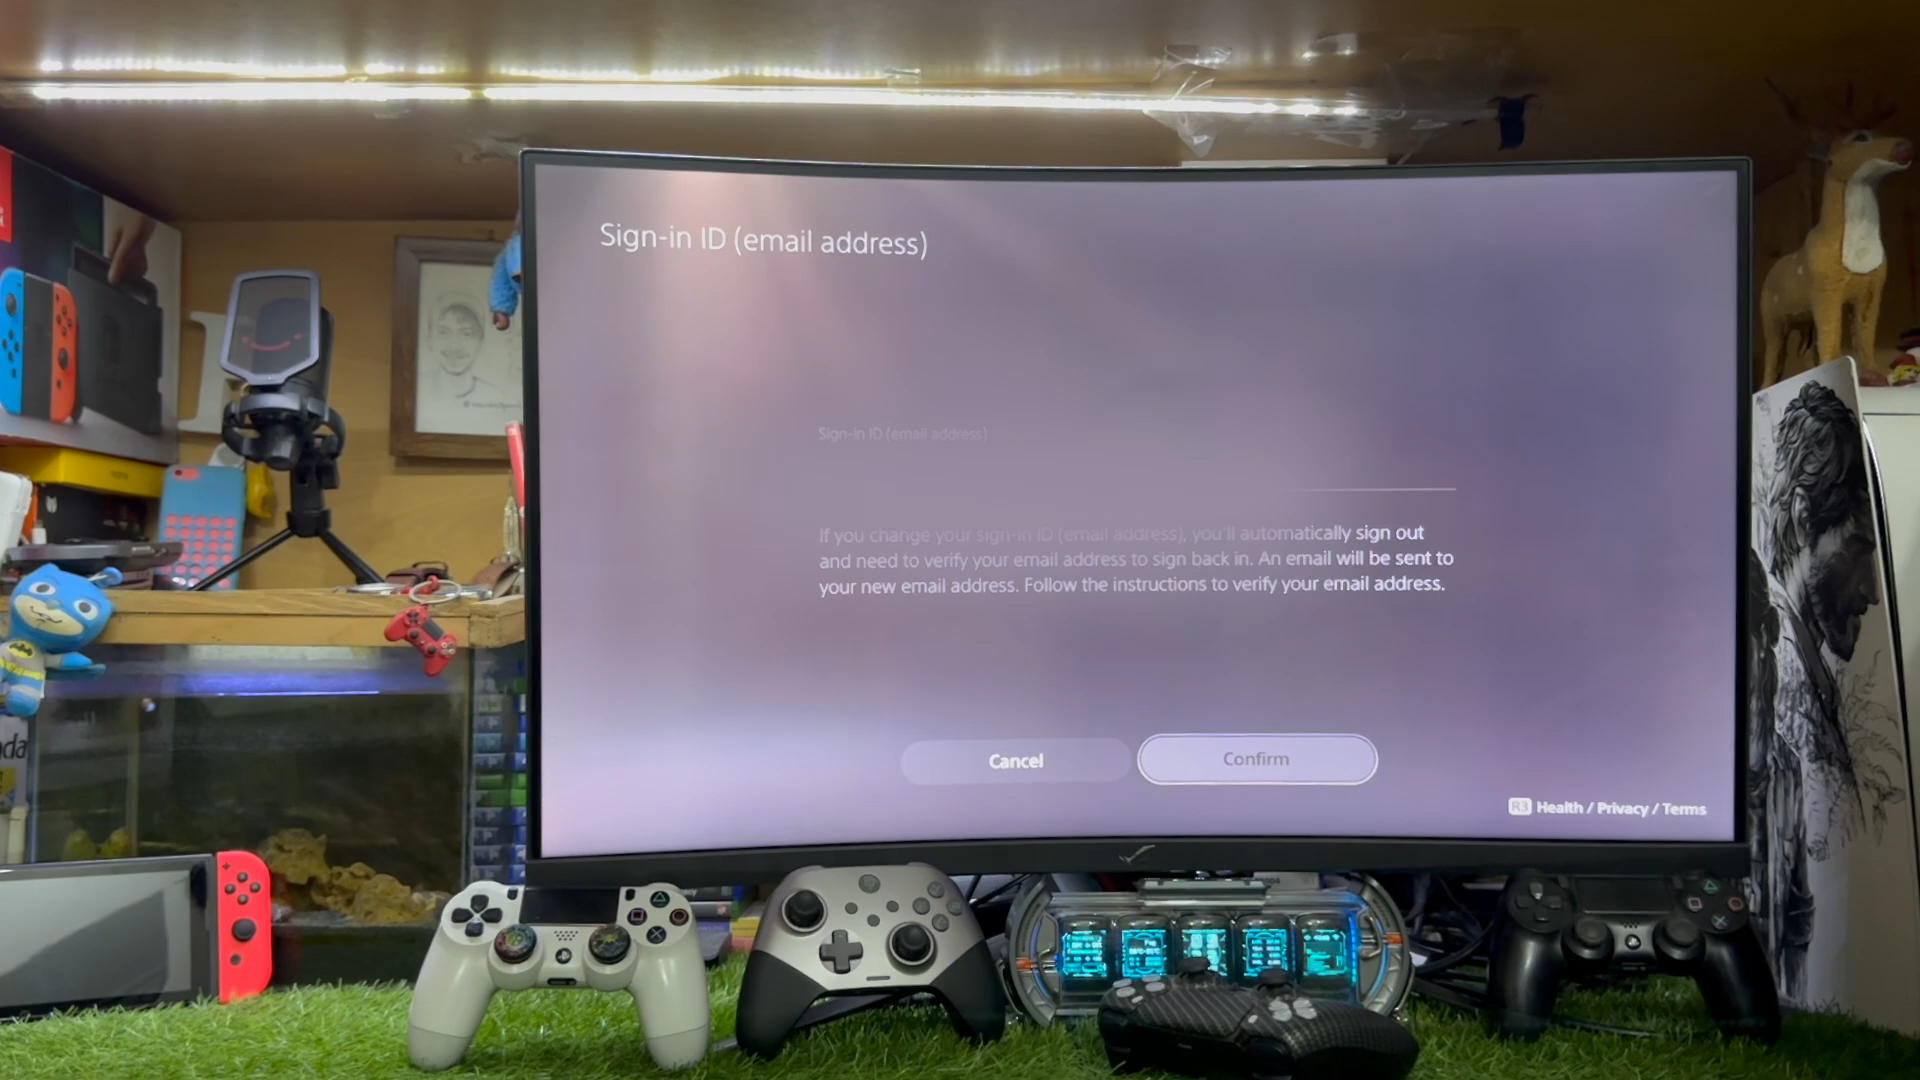 Sign-in ID (email address)
Sign-in ID (email address)
If you change your sign-in ID (email address), you'll automatically sign out
and need to verify your email address to sign back in. An email will be sent to
your new email address. Follow the instructions to verify your email address.
Cancel
Confirm
R3 Health / Privacy / Terms